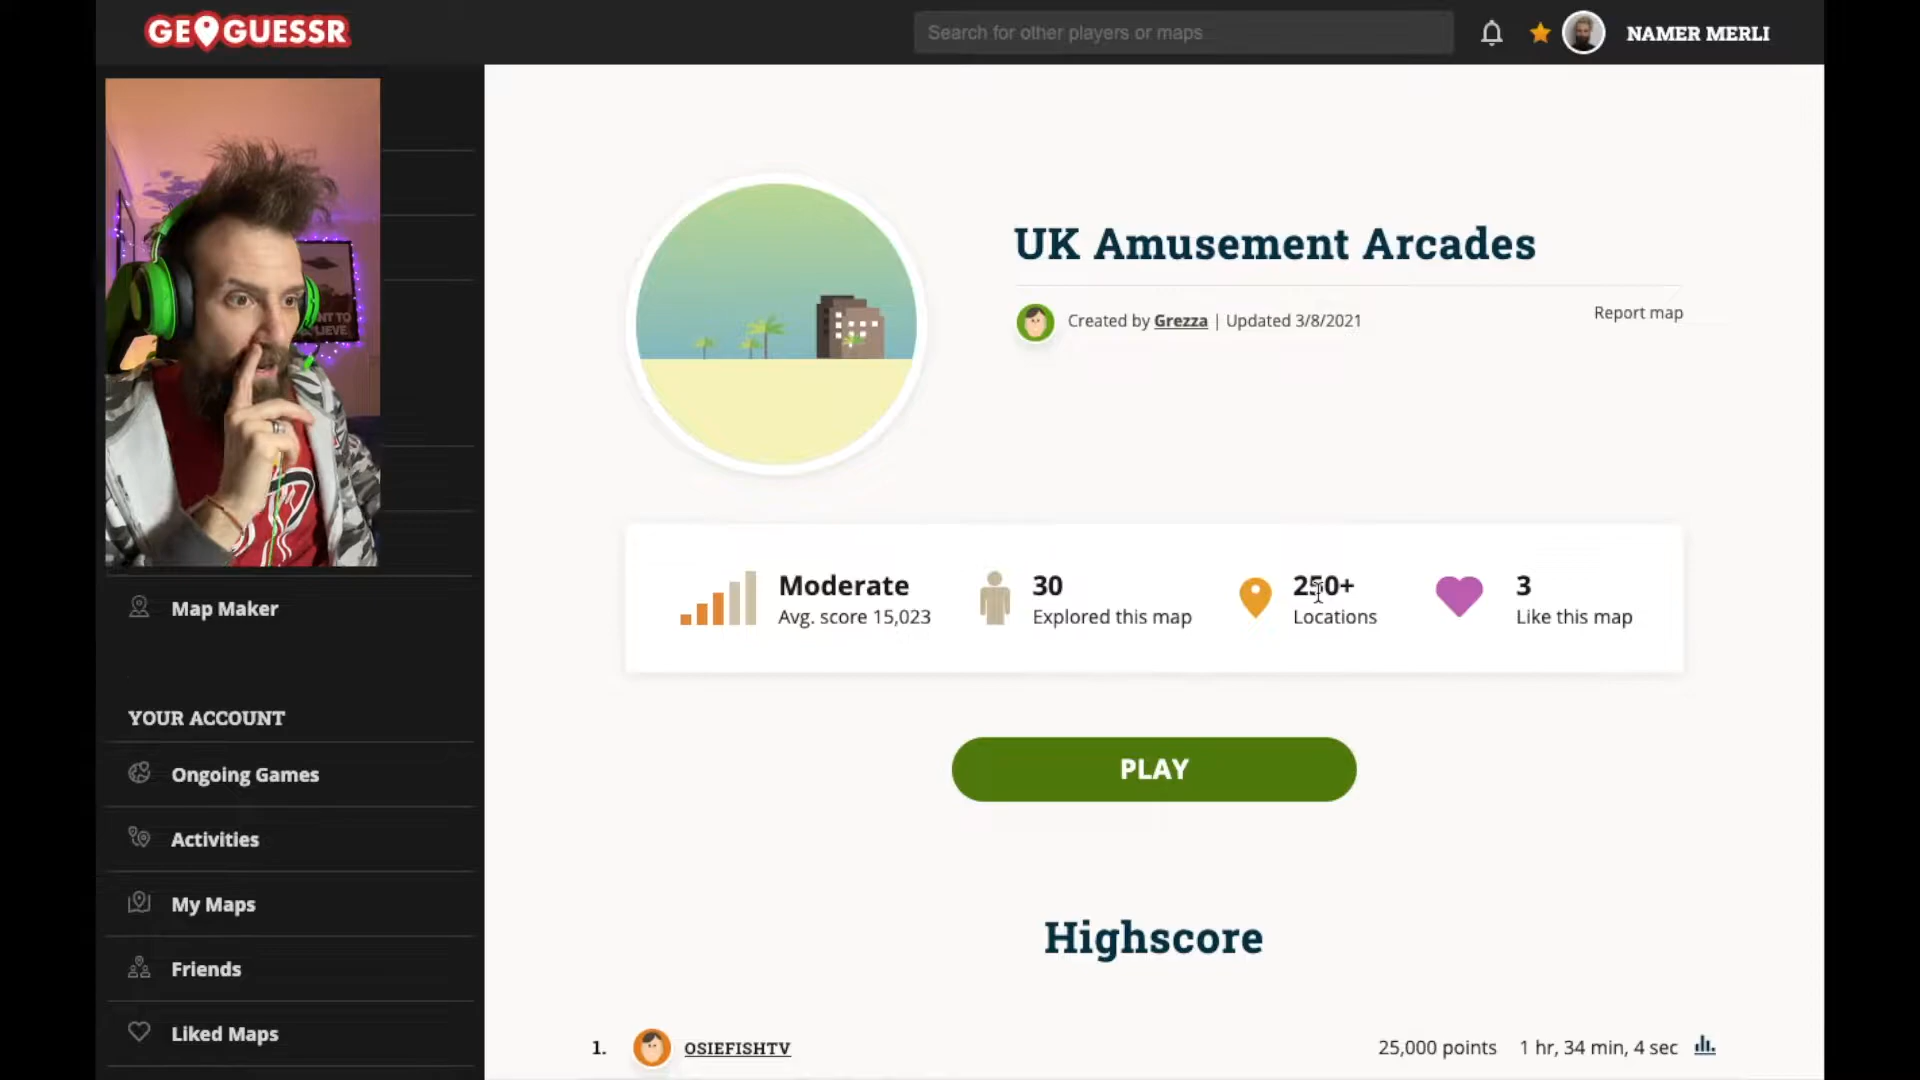 GEOGUESSR
Search for other players or maps
NAMER MERLI
UK Amusement Arcades
Created by Grezza | Updated 3/8/2021
Report map
Moderate
Avg. score 15,023
30
Explored this map
250+
Locations
3
Like this map
PLAY
Highscore
1. OSIEFISHTV 25,000 points 1 hr, 34 min, 4 sec
Map Maker
YOUR ACCOUNT
Ongoing Games
Activities
My Maps
Friends
Liked Maps